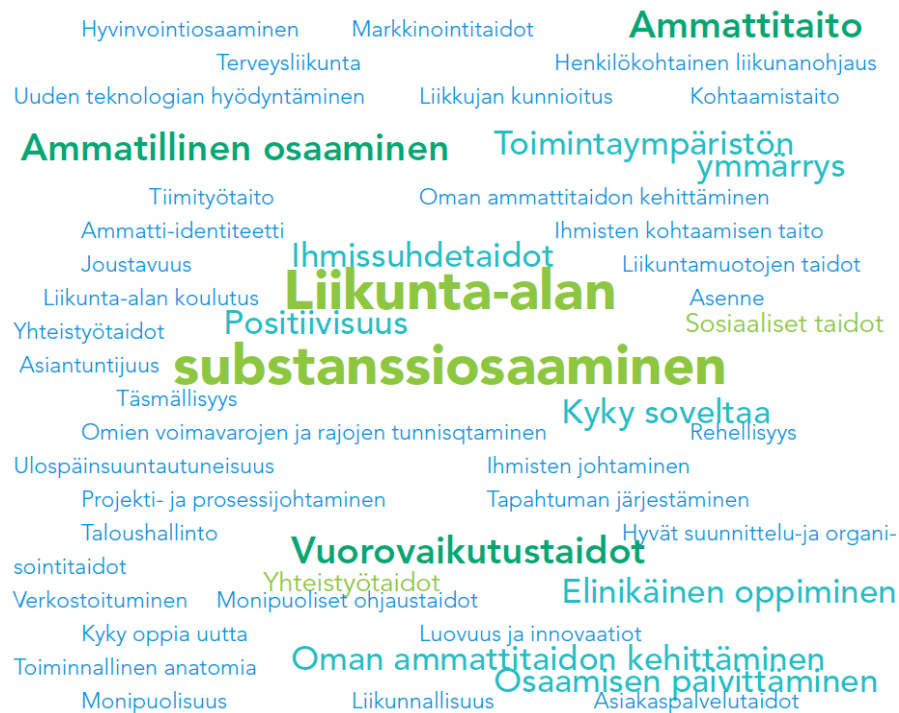 Hyvinvointiosaaminen Markkinointitaidot Ammattitaito
Terveysliikunta Henkilökohtainen liikunanohjaus
Uuden teknologian hyödyntäminen Liikkujan kunnioitus Kohtaamistaito
Ammatillinen osaaminen Toimintaympäristön
ymmärrys
Tiimityötaito Oman ammattitaidon kehittäminen
Ammatti-identiteetti Ihmisten kohtaamisen taito
Ihmissuhdetaidot
Joustavuus Liikuntamuotojen taidot
Liikunta-alan koulutus Liikunta-alan Asenne
Yhteistyötaidot Positiivisuus Sosiaaliset taidot
Asiantuntijuus substanssiosaaminen
Täsmällisyys
Kyky soveltaa
Omien voimavarojen ja rajojen tunnisqtaminen Rehellisyys
Ulospäinsuuntautuneisuus Ihmisten johtaminen
Projekti- ja prosessijohtaminen Tapahtuman järjestäminen
Taloushallinto Hyvät suunnittelu-ja organi-
Vuorovaikutustaidot
sointitaidot
Yhteistyötaidot Elinikäinen oppiminen
Verkostoituminen Monipuoliset ohjaustaidot
Kyky oppia uutta Luovuus ja innovaatiot
Toiminnallinen anatomia Oman ammattitaidon kehittäminen
Osaamisen päivittäminen
Monipuolisuus Liikunnallisuus Asiakaspalvelutaidot